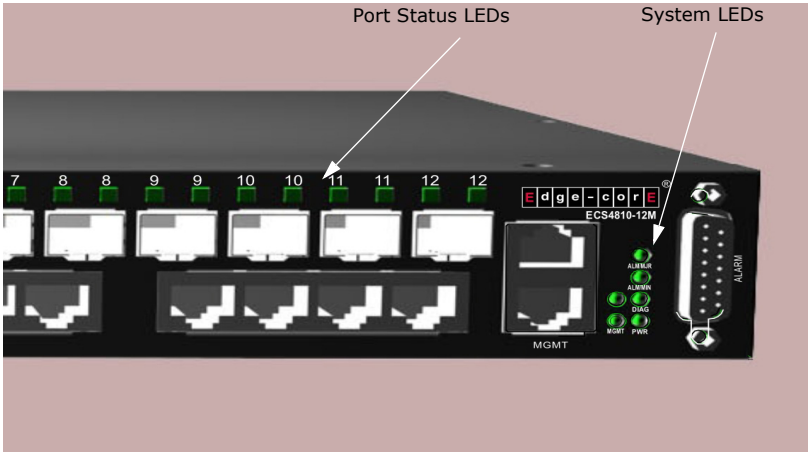 Port Status LEDs
System LEDs
7 8 8 9 9 10 10 11 11 12 12
Edge-corE®
ECS4810-12M
ALM/MJR
ALM/MIN
DIAG
MGMT PWR
ALARM
MGMT